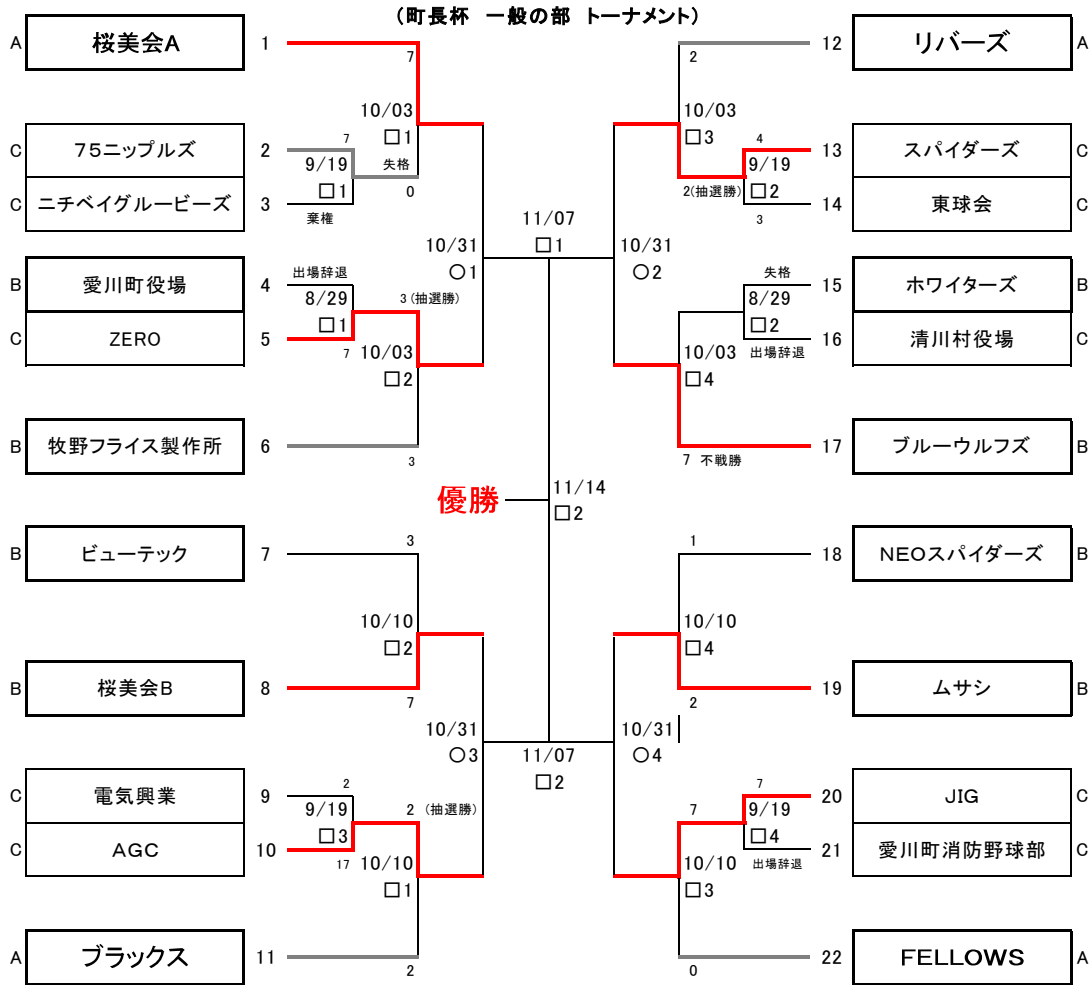 (町長杯 一般の部 トーナメント)
A 桜美会A 1
7
10/03
□1
C 75ニップルズ 2
7
9/19
□1
失格
0
C ニチベイグルービーズ 3
棄権
10/31
○1
B 愛川町役場 4
出場辞退
8/29
□1
3(抽選勝)
C ZERO 5
7
10/03
□2
B 牧野フライス製作所 6
3
11/07
□1
優勝
11/14
□2
B ビューテック 7
3
10/10
□2
B 桜美会B 8
7
10/31
○3
C 電気興業 9
2
9/19
□3
2 (抽選勝)
C AGC 10
17
10/10
□1
A ブラックス 11
2
11/07
□2
12 リバーズ A
2
10/03
□3
4
13 スパイダーズ C
9/19
□2
2(抽選勝)
14 東球会 C
3
10/31
○2
失格
15 ホワイターズ B
8/29
□2
16 清川村役場 C
出場辞退
10/03
□4
17 ブルーウルフズ B
7 不戦勝
1
18 NEOスパイダーズ B
10/10
□4
19 ムサシ B
2
10/31
○4
7
20 JIG C
7
9/19
□4
21 愛川町消防野球部 C
出場辞退
10/10
□3
22 FELLOWS A
0